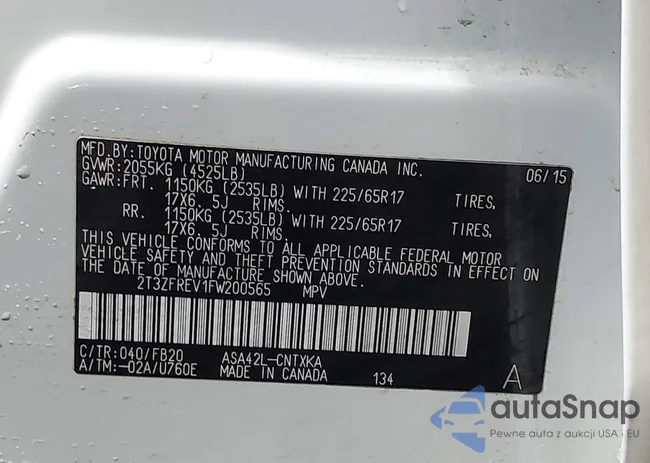 MFD. BY: TOYOTA MOTOR MANUFACTURING CANADA INC. 06/15
GVWR: 2055KG (4525LB)
GAWR: FRT. 1150KG (2535LB) WITH 225/65R17 TIRES,
17X6. 5J RIMS.
RR. 1150KG (2535LB) WITH 225/65R17 TIRES,
17X6. 5J RIMS.
THIS VEHICLE CONFORMS TO ALL APPLICABLE FEDERAL MOTOR
VEHICLE SAFETY AND THEFT PREVENTION STANDARDS IN EFFECT ON
THE DATE OF MANUFACTURE SHOWN ABOVE.
2T3ZFREV1FW200565 MPV
C/TR: 040/FB20 ASA42L-CNTXKA
A/TM: -02A/U760E MADE IN CANADA 134 A
autaSnap
Pewne auta z aukcji USA i EU